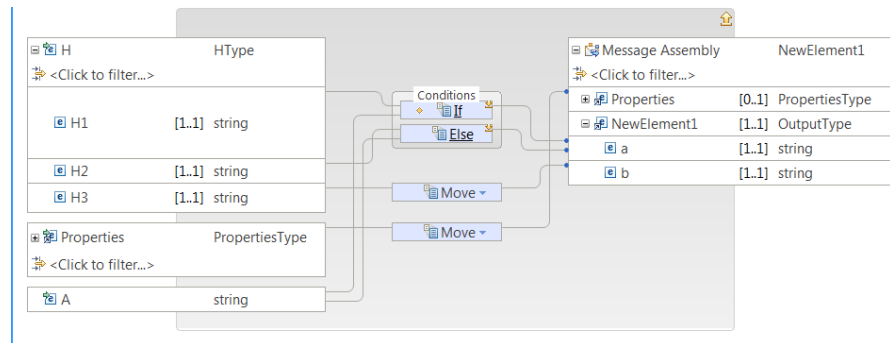 H HType
<Click to filter...>
H1 [1..1] string
H2 [1..1] string
H3 [1..1] string
Properties PropertiesType
<Click to filter...>
A string
Conditions
If
Else
Move
Move
Message Assembly NewElement1
<Click to filter...>
Properties [0..1] PropertiesType
NewElement1 [1..1] OutputType
a [1..1] string
b [1..1] string